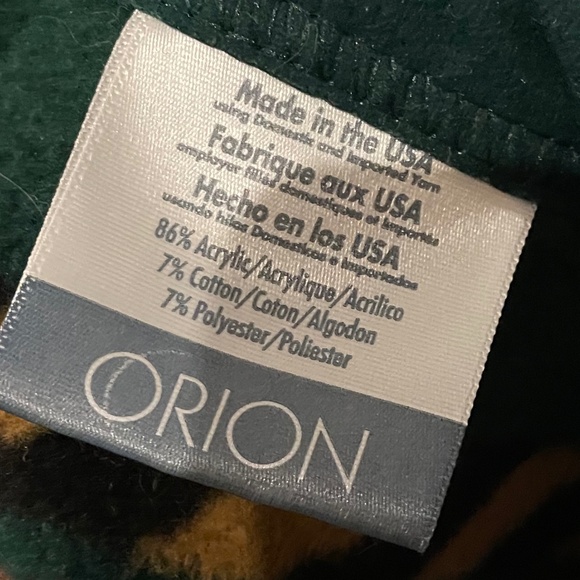 Made in the USA
using Domestic and Imported Yarn
Fabrique aux USA
employer filles domestiques et importés
Hecho en los USA
usando hilos Domesticos e Importados
86% Acrylic/Acrylique/Acrilico
7% Cotton/Coton/Algodon
7% Polyester/Poliester
ORION